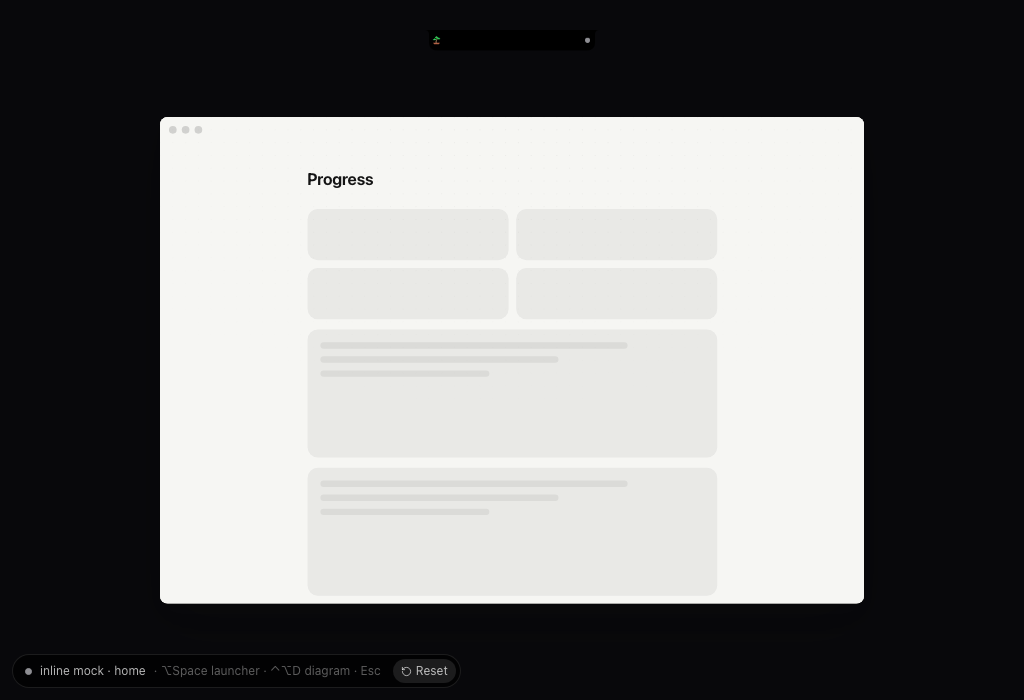 Progress
inline mock · home · ⌥Space launcher · ^⌥D diagram · Esc Reset